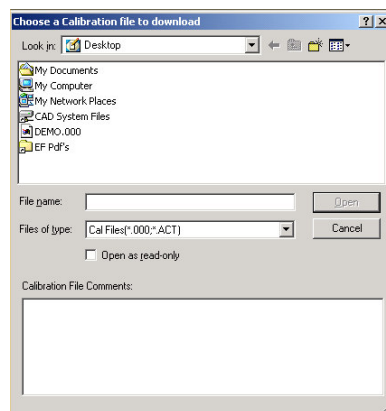 Choose a Calibration file to download
Look in: Desktop
My Documents
My Computer
My Network Places
CAD System Files
DEMO.000
EF Pdf's
File name: Open
Files of type: Cal Files(*.000;*.ACT) Cancel
Open as read-only
Calibration File Comments: